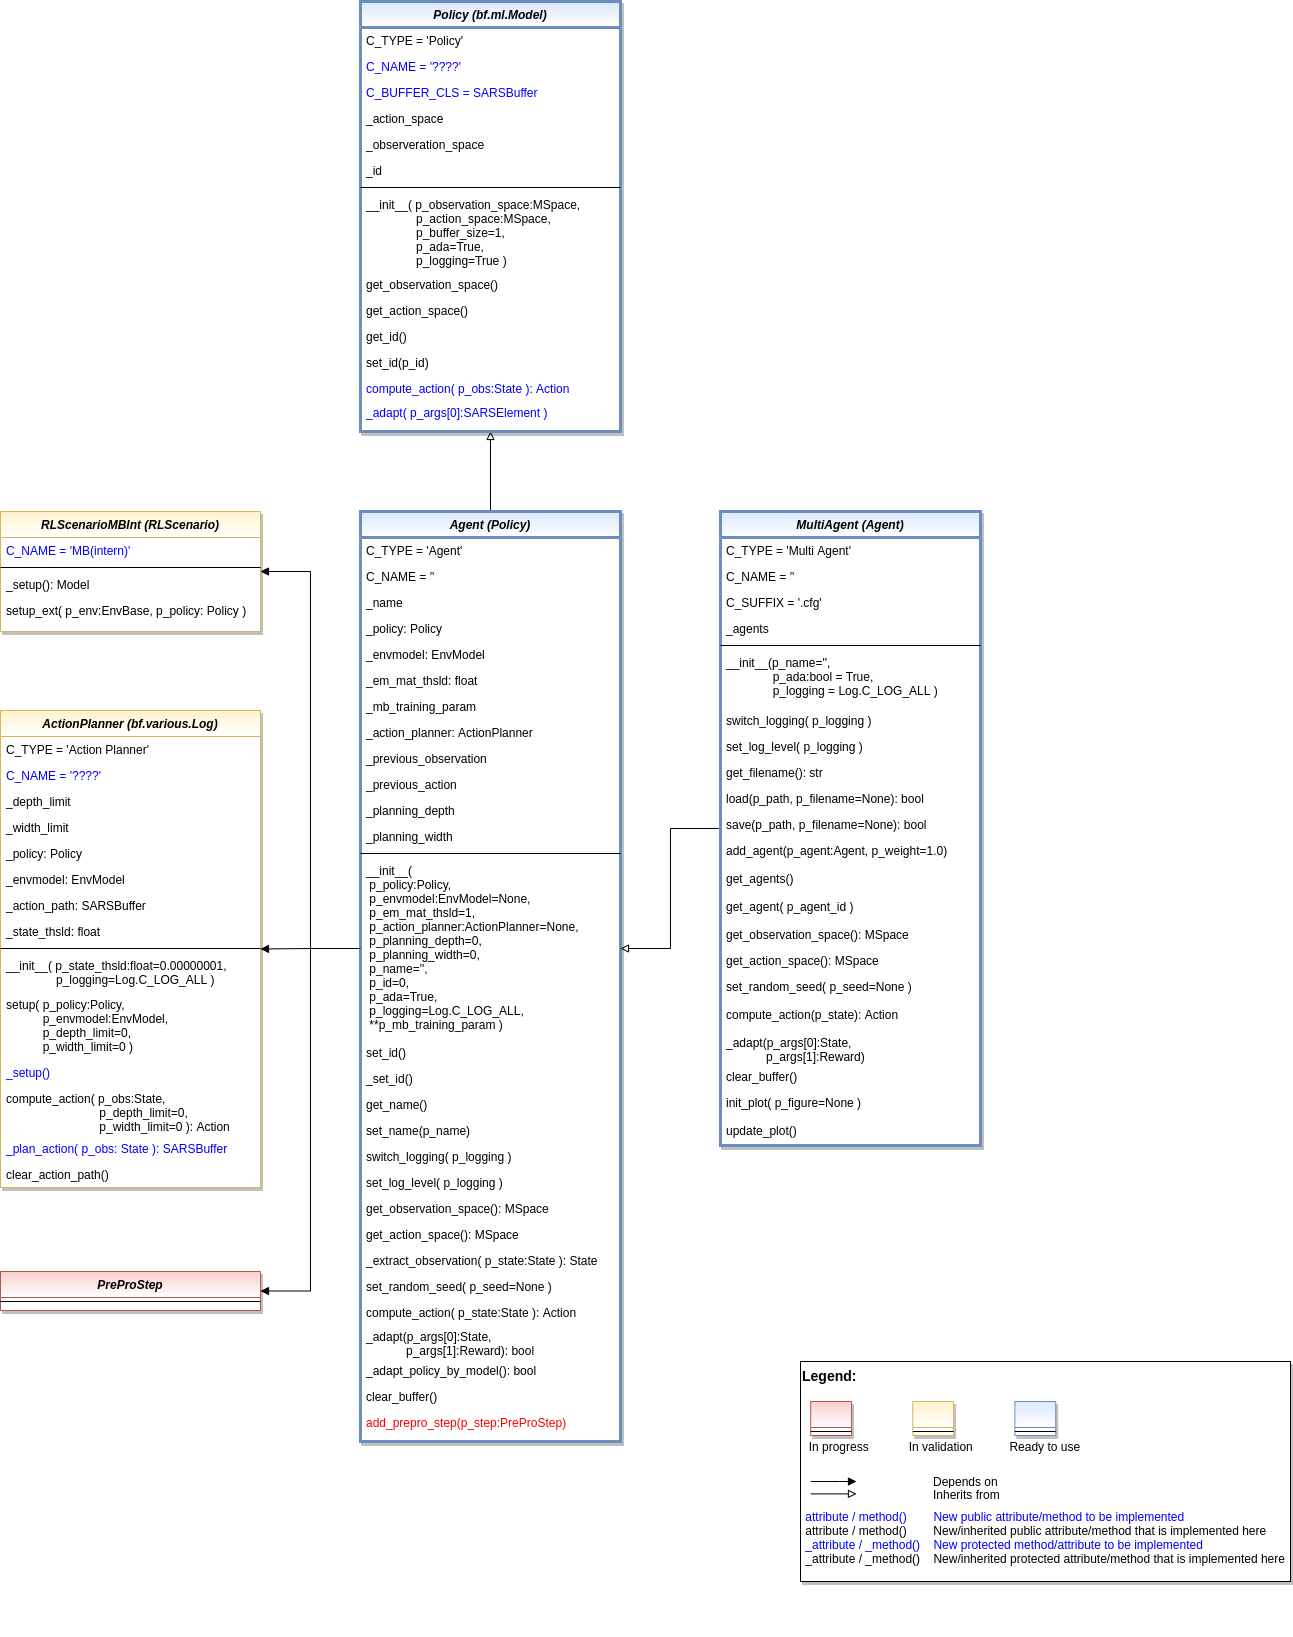 Policy (bf.ml.Model)
C_TYPE = 'Policy'
C_NAME = '????'
C_BUFFER_CLS = SARSBuffer
_action_space
_observeration_space
_id
__init__( p_observation_space:MSpace,
p_action_space:MSpace,
p_buffer_size=1,
p_ada=True,
p_logging=True )
get_observation_space()
get_action_space()
get_id()
set_id(p_id)
compute_action( p_obs:State ): Action
_adapt( p_args[0]:SARSElement )
RLScenarioMBInt (RLScenario)
C_NAME = 'MB(intern)'
_setup(): Model
setup_ext( p_env:EnvBase, p_policy: Policy )
ActionPlanner (bf.various.Log)
C_TYPE = 'Action Planner'
C_NAME = '????'
_depth_limit
_width_limit
_policy: Policy
_envmodel: EnvModel
_action_path: SARSBuffer
_state_thsld: float
__init__( p_state_thsld:float=0.00000001,
p_logging=Log.C_LOG_ALL )
setup( p_policy:Policy,
p_envmodel:EnvModel,
p_depth_limit=0,
p_width_limit=0 )
_setup()
compute_action( p_obs:State,
p_depth_limit=0,
p_width_limit=0 ): Action
_plan_action( p_obs: State ): SARSBuffer
clear_action_path()
PreProStep
Agent (Policy)
C_TYPE = 'Agent'
C_NAME = ''
_name
_policy: Policy
_envmodel: EnvModel
_em_mat_thsld: float
_mb_training_param
_action_planner: ActionPlanner
_previous_observation
_previous_action
_planning_depth
_planning_width
__init__(
p_policy:Policy,
p_envmodel:EnvModel=None,
p_em_mat_thsld=1,
p_action_planner:ActionPlanner=None,
p_planning_depth=0,
p_planning_width=0,
p_name='',
p_id=0,
p_ada=True,
p_logging=Log.C_LOG_ALL,
**p_mb_training_param )
set_id()
_set_id()
get_name()
set_name(p_name)
switch_logging( p_logging )
set_log_level( p_logging )
get_observation_space(): MSpace
get_action_space(): MSpace
_extract_observation( p_state:State ): State
set_random_seed( p_seed=None )
compute_action( p_state:State ): Action
_adapt(p_args[0]:State,
p_args[1]:Reward): bool
_adapt_policy_by_model(): bool
clear_buffer()
add_prepro_step(p_step:PreProStep)
MultiAgent (Agent)
C_TYPE = 'Multi Agent'
C_NAME = ''
C_SUFFIX = '.cfg'
_agents
__init__(p_name='',
p_ada:bool = True,
p_logging = Log.C_LOG_ALL )
switch_logging( p_logging )
set_log_level( p_logging )
get_filename(): str
load(p_path, p_filename=None): bool
save(p_path, p_filename=None): bool
add_agent(p_agent:Agent, p_weight=1.0)
get_agents()
get_agent( p_agent_id )
get_observation_space(): MSpace
get_action_space(): MSpace
set_random_seed( p_seed=None )
compute_action(p_state): Action
_adapt(p_args[0]:State,
p_args[1]:Reward)
clear_buffer()
init_plot( p_figure=None )
update_plot()
Legend:
In progress In validation Ready to use
Depends on
Inherits from
attribute / method() New public attribute/method to be implemented
attribute / method() New/inherited public attribute/method that is implemented here
_attribute / _method() New protected method/attribute to be implemented
_attribute / _method() New/inherited protected attribute/method that is implemented here